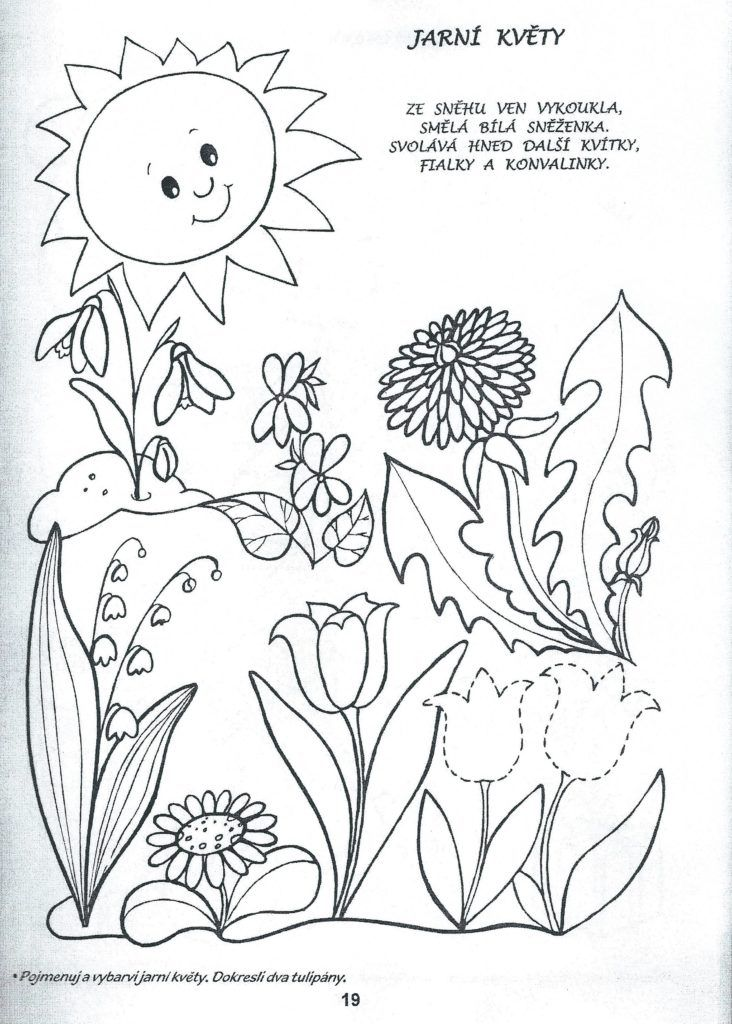 JARNÍ KVĚTY
ZE SNĚHU VEN VYKOUKLA,
SMĚLÁ BÍLÁ SNĚŽENKA.
SVOLÁVÁ HNED DALŠÍ KVÍTKY,
FIALKY A KONVALINKY.
• Pojmenuj a vybarvi jarní květy. Dokresli dva tulipány.
19